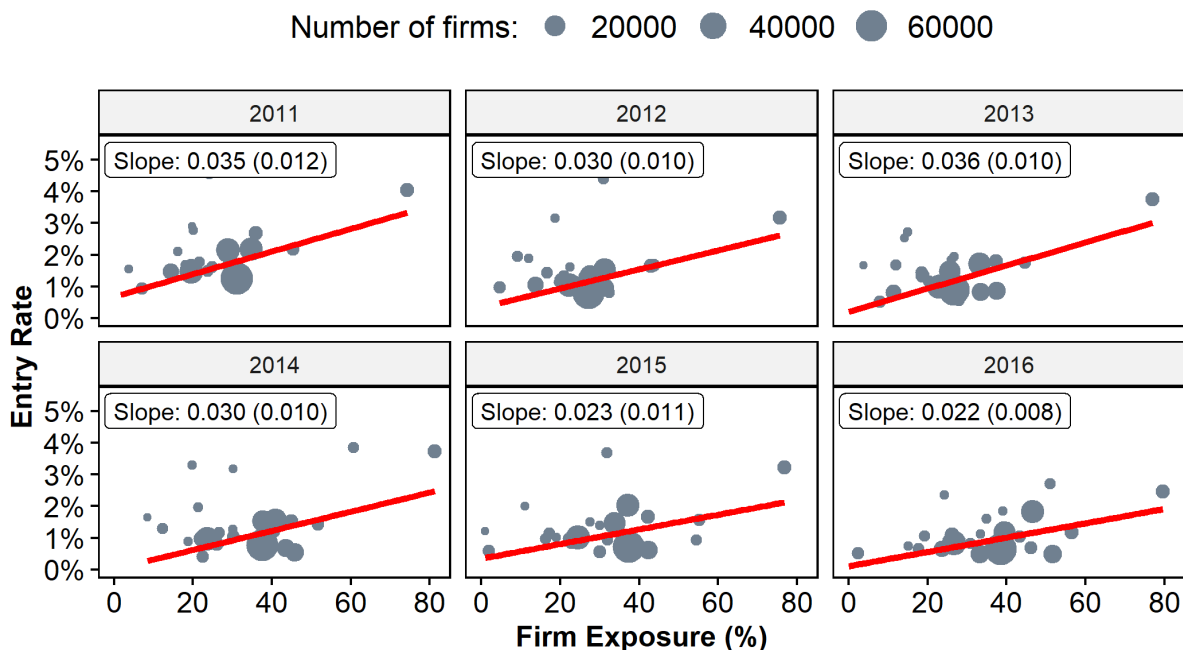 Number of firms: 20000 40000 60000
2011 2012 2013
Slope: 0.035 (0.012) Slope: 0.030 (0.010) Slope: 0.036 (0.010)
5%
4%
3%
2%
1%
0%
2014 2015 2016
Slope: 0.030 (0.010) Slope: 0.023 (0.011) Slope: 0.022 (0.008)
5%
4%
3%
2%
1%
0%
Entry Rate
0 20 40 60 80 0 20 40 60 80 0 20 40 60 80
Firm Exposure (%)